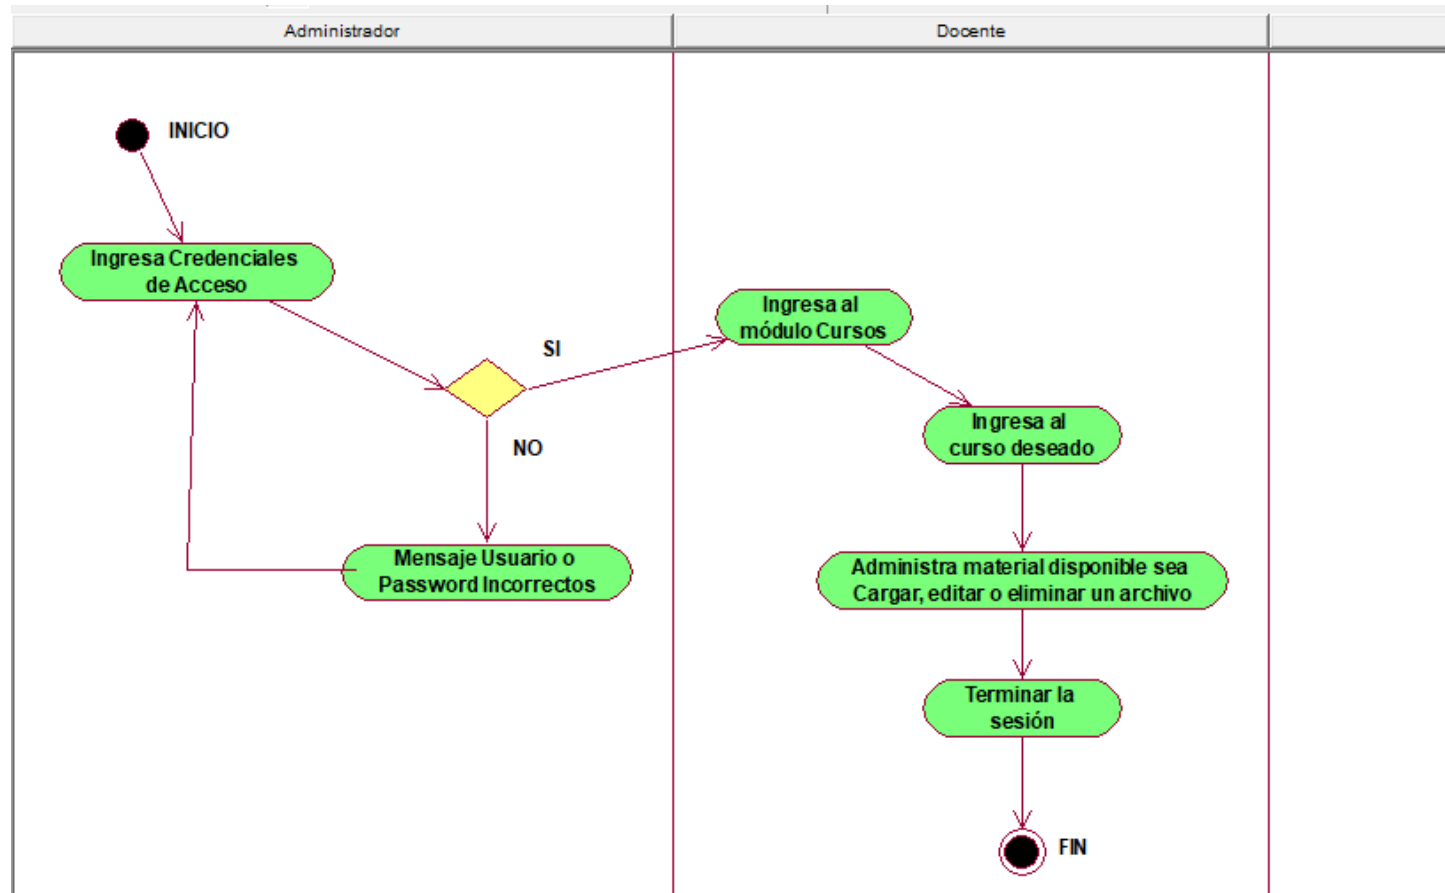 Administrador
Docente
INICIO
Ingresa Credenciales
de Acceso
SI
NO
Mensaje Usuario o
Password Incorrectos
Ingresa al
módulo Cursos
Ingresa al
curso deseado
Administra material disponible sea
Cargar, editar o eliminar un archivo
Terminar la
sesión
FIN